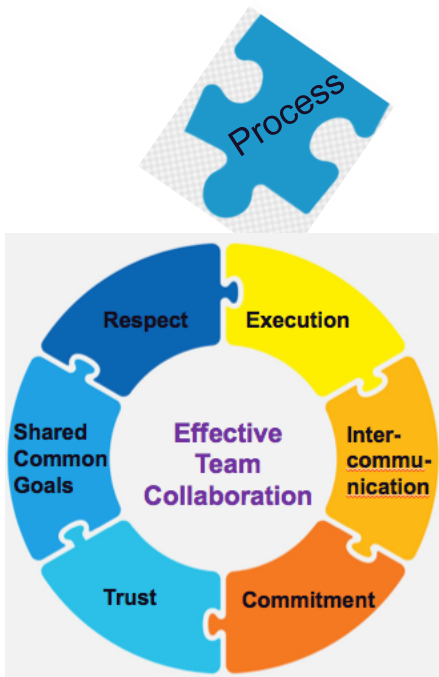 Process
Respect
Execution
Shared
Common
Goals
Effective
Team
Collaboration
Inter-
commu-
nication
Trust
Commitment